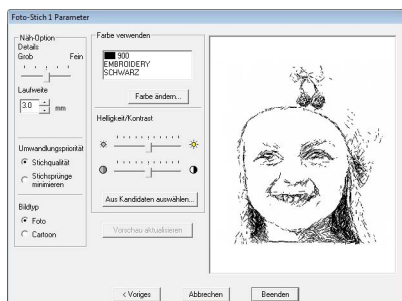 Foto-Stich 1 Parameter
Näh-Option
Details
Grob Fein
Laufweite
3.0 mm
Umwandlungspriorität
Stichqualität
Stichsprünge
minimieren
Bildtyp
Foto
Cartoon
Farbe verwenden
900
EMBROIDERY
SCHWARZ
Farbe ändern...
Helligkeit/Kontrast
Aus Kandidaten auswählen...
Vorschau aktualisieren
< Voriges
Abbrechen
Beenden